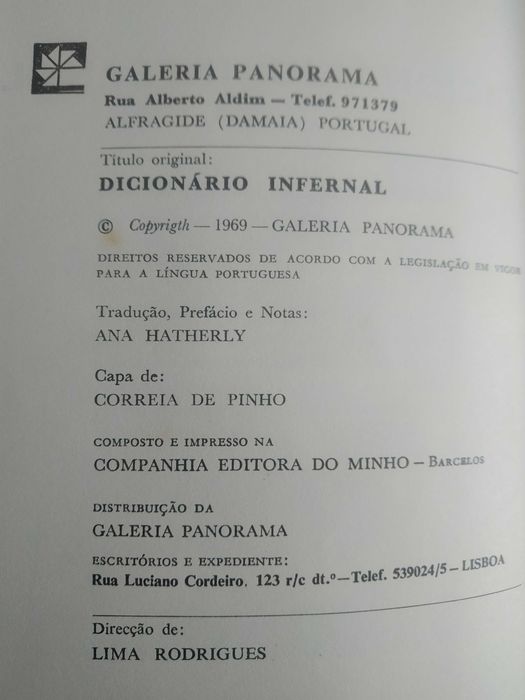 GALERIA PANORAMA
Rua Alberto Aldim — Telef. 971379
ALFRAGIDE (DAMAIA) PORTUGAL
Título original:
DICIONÁRIO INFERNAL
© Copyrigth — 1969 — GALERIA PANORAMA
DIREITOS RESERVADOS DE ACORDO COM A LEGISLAÇÃO EM VIGOR
PARA A LÍNGUA PORTUGUESA
Tradução, Prefácio e Notas:
ANA HATHERLY
Capa de:
CORREIA DE PINHO
COMPOSTO E IMPRESSO NA
COMPANHIA EDITORA DO MINHO — BARCELOS
DISTRIBUIÇÃO DA
GALERIA PANORAMA
ESCRITÓRIOS E EXPEDIENTE:
Rua Luciano Cordeiro, 123 r/c dt.º — Telef. 539024/5 — LISBOA
Direcção de:
LIMA RODRIGUES